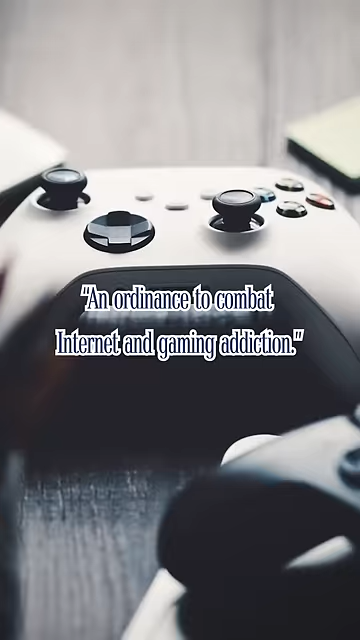 “An ordinance to combat
Internet and gaming addiction.”